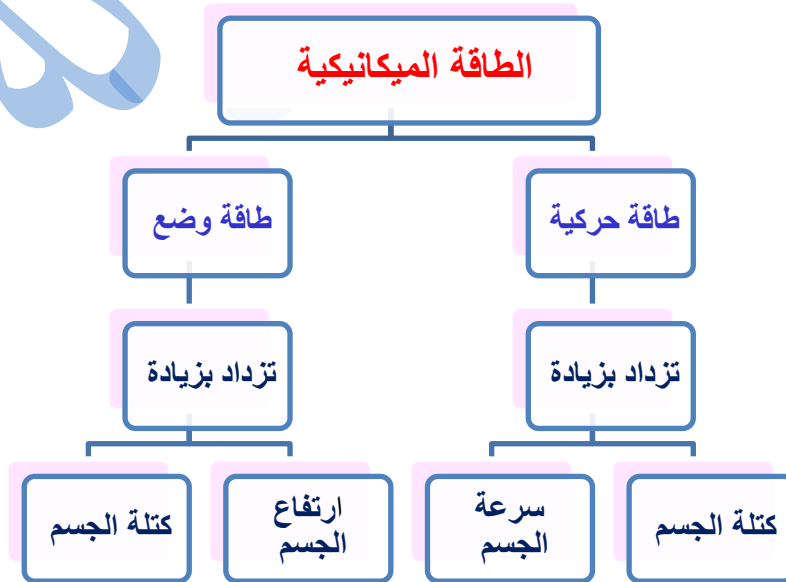 الطاقة الميكانيكية
طاقة حركية
طاقة وضع
تزداد بزيادة
تزداد بزيادة
كتلة الجسم
سرعة
الجسم
ارتفاع
الجسم
كتلة الجسم